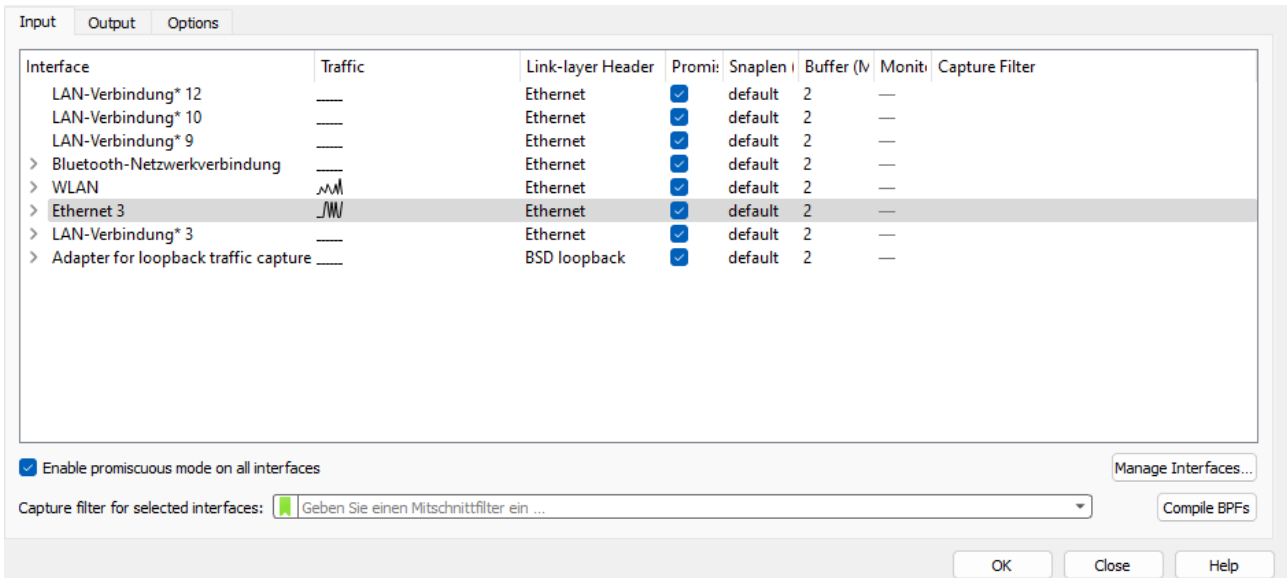 Input Output Options
Interface Traffic Link-layer Header Promis Snaplen ( Buffer (M Monito Capture Filter
LAN-Verbindung* 12 Ethernet default 2 —
LAN-Verbindung* 10 Ethernet default 2 —
LAN-Verbindung* 9 Ethernet default 2 —
Bluetooth-Netzwerkverbindung Ethernet default 2 —
WLAN Ethernet default 2 —
Ethernet 3 Ethernet default 2 —
LAN-Verbindung* 3 Ethernet default 2 —
Adapter for loopback traffic capture BSD loopback default 2 —
Enable promiscuous mode on all interfaces
Manage Interfaces...
Capture filter for selected interfaces: Geben Sie einen Mitschnittfilter ein ... Compile BPFs
OK Close Help